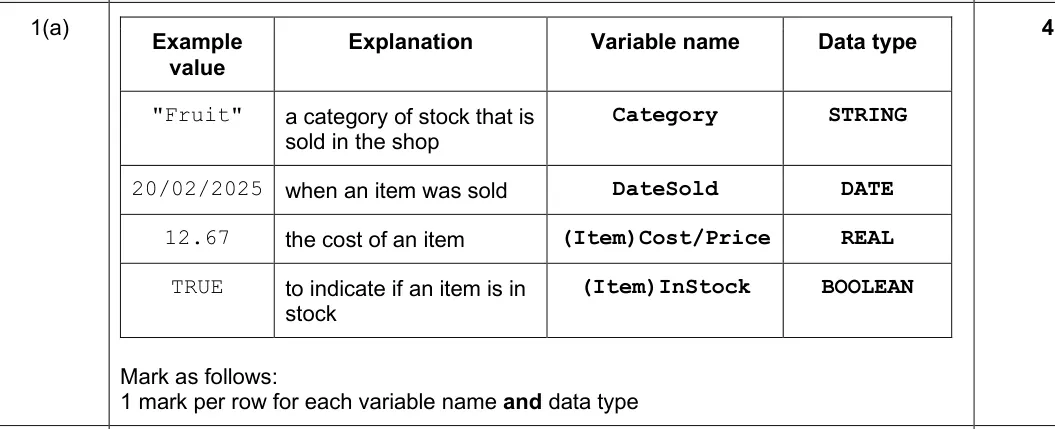 1(a)
4
Example value
Explanation
Variable name
Data type
"Fruit"
a category of stock that is
sold in the shop
Category
STRING
20/02/2025
when an item was sold
DateSold
DATE
12.67
the cost of an item
(Item)Cost/Price
REAL
TRUE
to indicate if an item is in
stock
(Item)InStock
BOOLEAN
Mark as follows:
1 mark per row for each variable name and data type